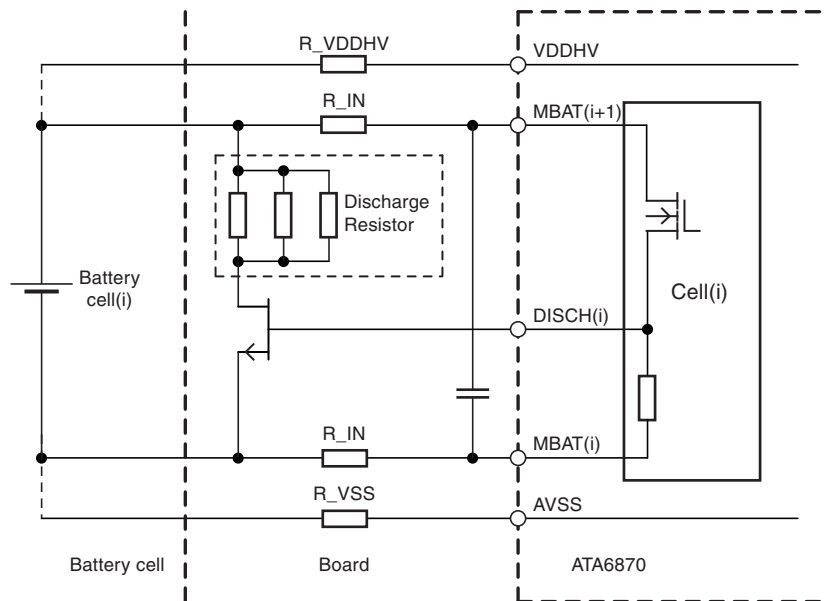 R_VDDHV
VDDHV
R_IN
MBAT(i+1)
Discharge
Resistor
Battery
cell(i)
Cell(i)
DISCH(i)
R_IN
MBAT(i)
R_VSS
AVSS
Battery cell
Board
ATA6870